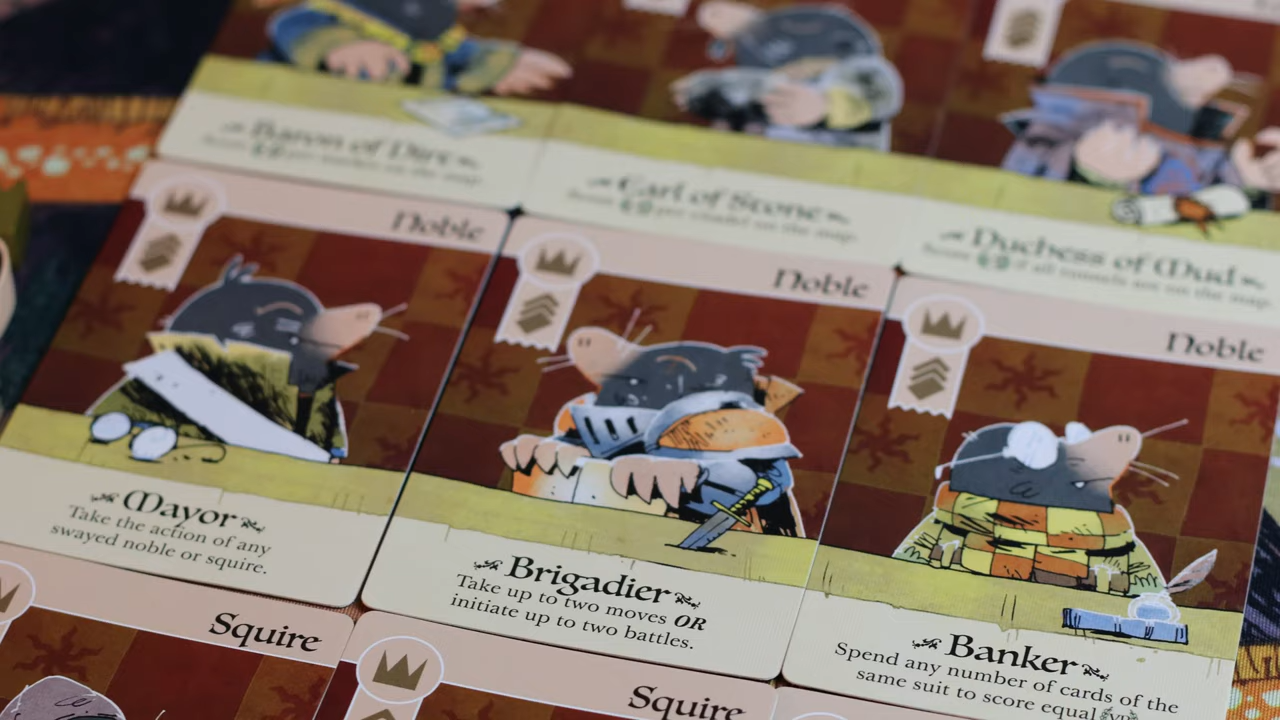 Baron of Dirt
Earl of Stone
Duchess of Mud
Noble
Noble
Noble
Mayor
Take the action of any
swayed noble or squire.
Brigadier
Take up to two moves OR
initiate up to two battles.
Banker
Spend any number of cards of the
same suit to score equal
Squire
Squire